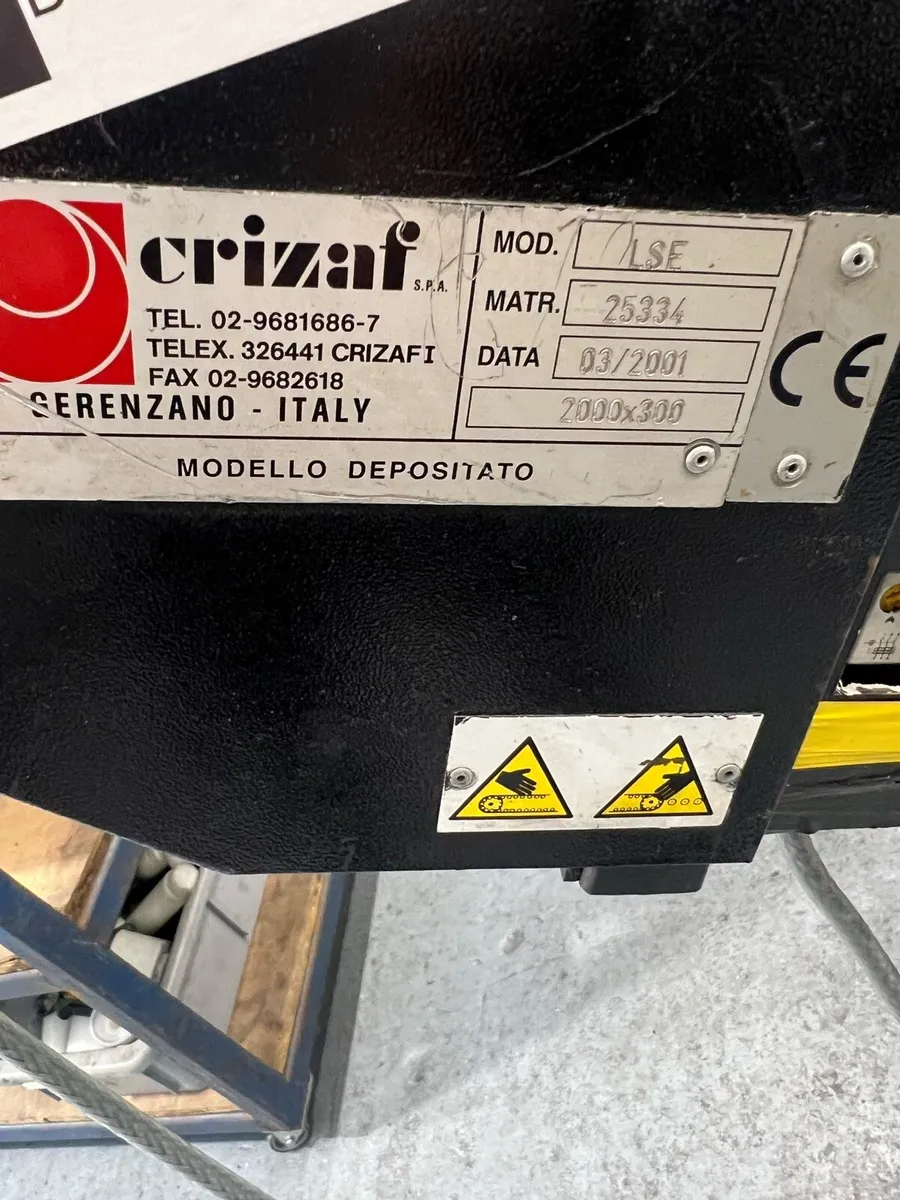 crizaf
S.P.A.
TEL. 02-9681686-7
TELEX. 326441 CRIZAFI
FAX 02-9682618
GERENZANO - ITALY
MOD. LSE
MATR. 25334
DATA 03/2001
2000x300
CE
MODELLO DEPOSITATO
A